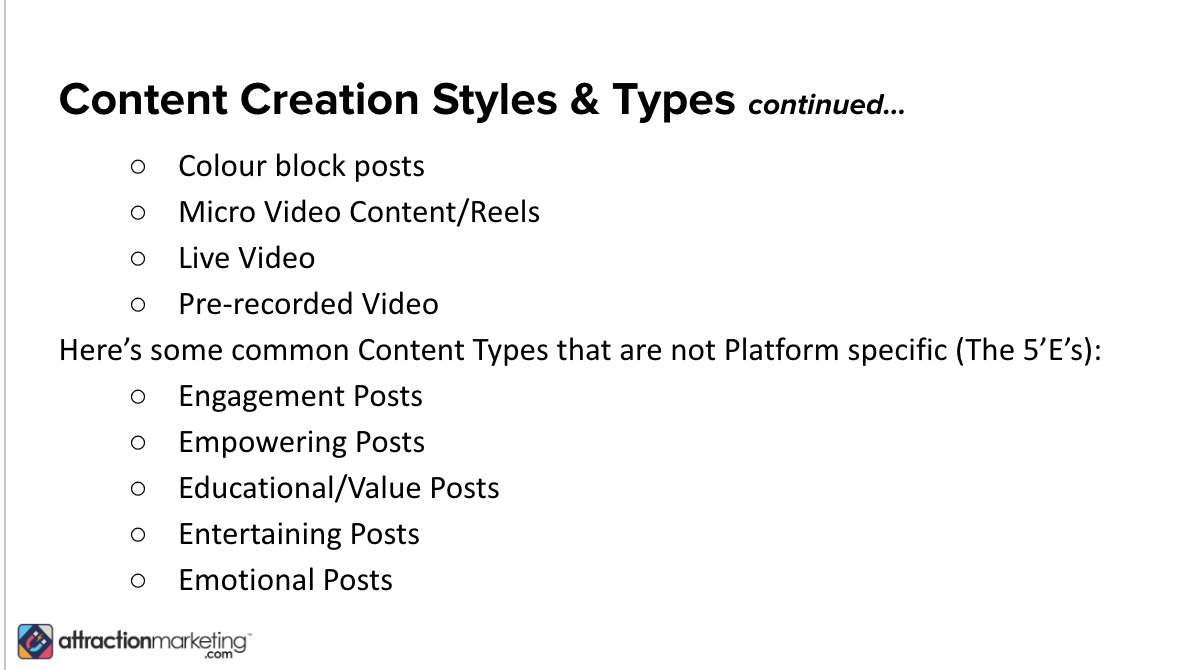 Content Creation Styles & Types continued...
○ Colour block posts
○ Micro Video Content/Reels
○ Live Video
○ Pre-recorded Video
Here’s some common Content Types that are not Platform specific (The 5’E’s):
○ Engagement Posts
○ Empowering Posts
○ Educational/Value Posts
○ Entertaining Posts
○ Emotional Posts
attractionmarketing™
.com